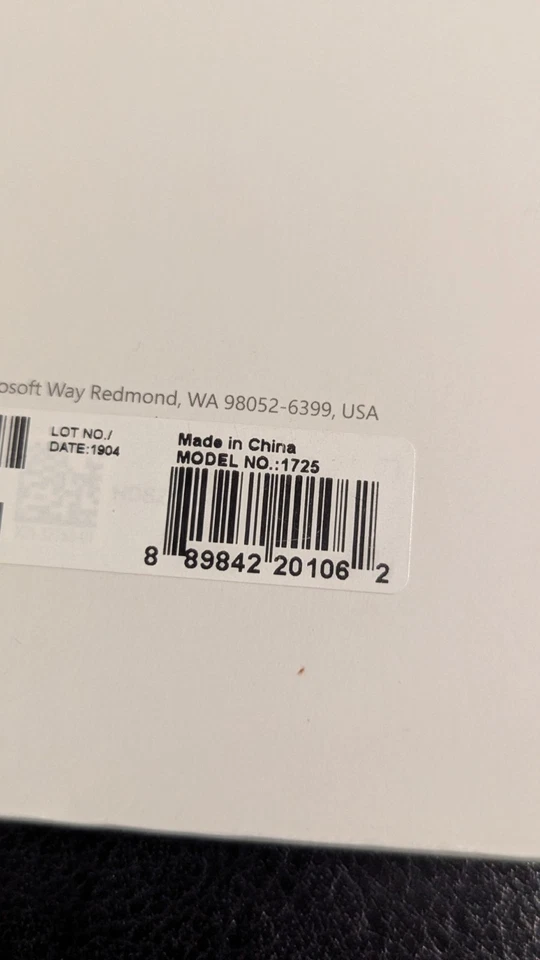 osoft Way Redmond, WA 98052-6399, USA
LOT NO./
DATE:1904
Made in China
MODEL NO.:1725
8 89842 20106 2